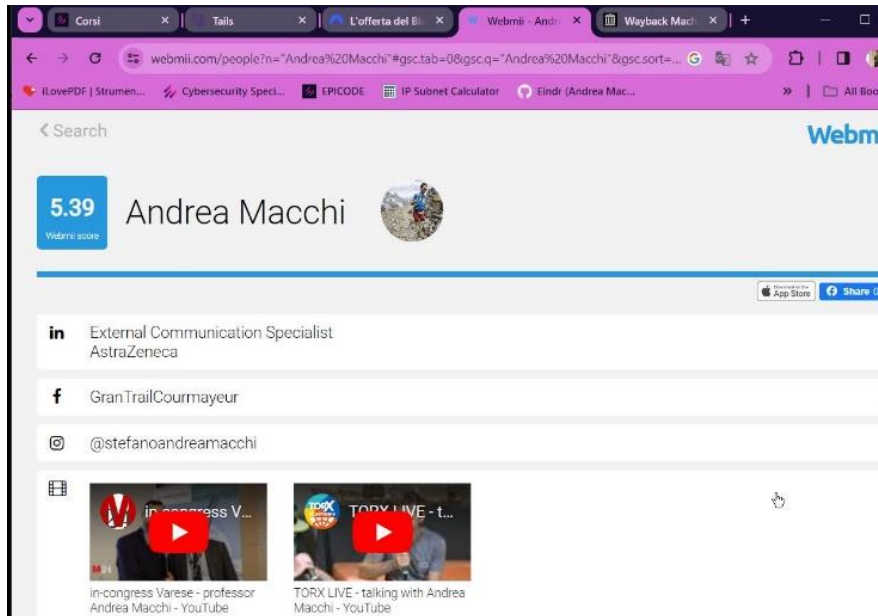 Corsi
Tails
L'offerta del Bl
Webmii - Andr
Wayback Mach
webmii.com/people?n="Andrea%20Macchi"#gsc.tab=0&gsc.q="Andrea%20Macchi"&gsc.sort=...
iLovePDF | Strumen...
Cybersecurity Speci...
EPICODE
IP Subnet Calculator
Eindr (Andrea Mac...
»
All Boo
Search
Webm
5.39
Webmii score
Andrea Macchi
App Store
Share
in
External Communication Specialist
AstraZeneca
f
GranTrailCourmayeur
@stefanoandreamacchi
in-congress V...
TORX LIVE - t...
in-congress Varese - professor
Andrea Macchi - YouTube
TORX LIVE - talking with Andrea
Macchi - YouTube